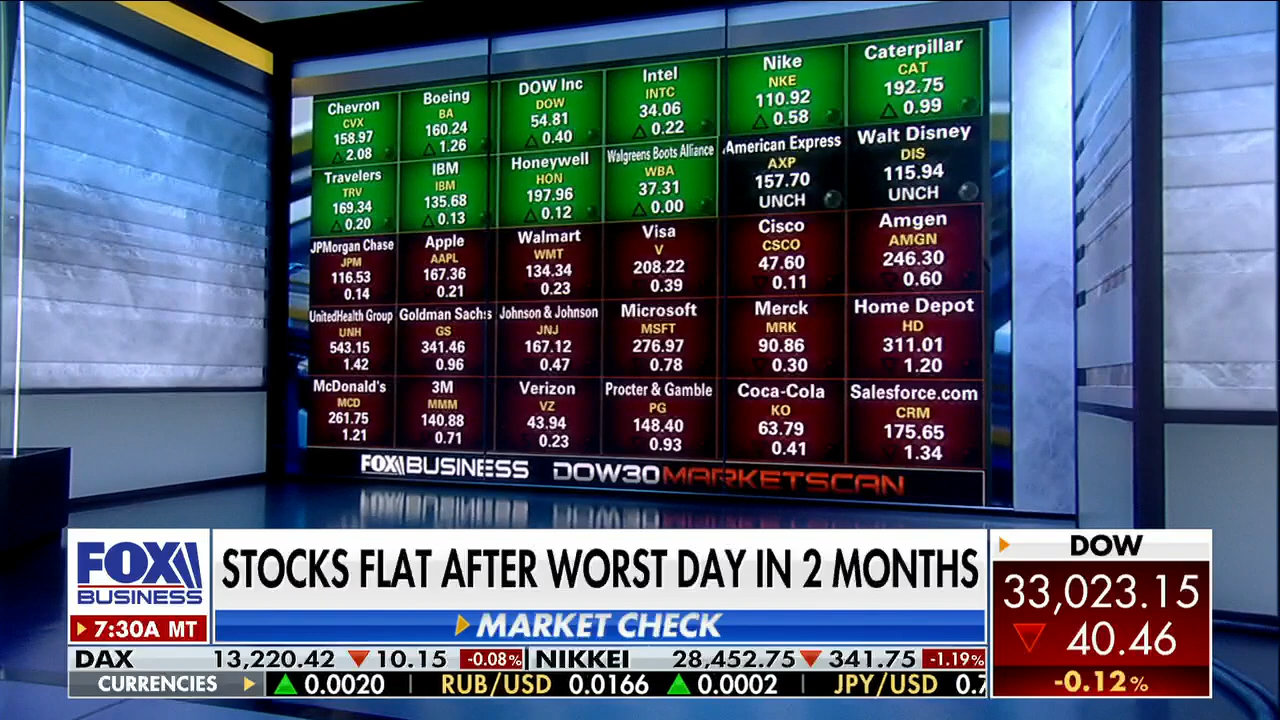 Chevron
CVX
158.97
2.08
Boeing
BA
160.24
1.26
DOW Inc
DOW
54.81
0.40
Intel
INTC
34.06
0.22
Nike
NKE
110.92
0.58
Caterpillar
CAT
192.75
0.99
Travelers
TRV
169.34
0.20
IBM
IBM
135.68
0.13
Honeywell
HON
197.96
0.12
Walgreens Boots Alliance
WBA
37.31
0.00
American Express
AXP
157.70
UNCH
Walt Disney
DIS
115.94
UNCH
JPMorgan Chase
JPM
116.53
0.14
Apple
AAPL
167.36
0.21
Walmart
WMT
134.34
0.23
Visa
V
208.22
0.39
Cisco
CSCO
47.60
0.11
Amgen
AMGN
246.30
0.60
UnitedHealth Group
UNH
543.15
1.42
Goldman Sachs
GS
341.46
0.96
Johnson & Johnson
JNJ
167.12
0.47
Microsoft
MSFT
276.97
0.78
Merck
MRK
90.86
0.30
Home Depot
HD
311.01
1.20
McDonald's
MCD
261.75
1.21
3M
MMM
140.88
0.71
Verizon
VZ
43.94
0.23
Procter & Gamble
PG
148.40
0.93
Coca-Cola
KO
63.79
0.41
Salesforce.com
CRM
175.65
1.34
FOX BUSINESS DOW30MARKETSCAN
FOX
BUSINESS
7:30A MT
STOCKS FLAT AFTER WORST DAY IN 2 MONTHS
MARKET CHECK
DOW
33,023.15
40.46
-0.12%
DAX 13,220.42 10.15 -0.08% NIKKEI 28,452.75 341.75 -1.19%
CURRENCIES 0.0020 RUB/USD 0.0166 0.0002 JPY/USD